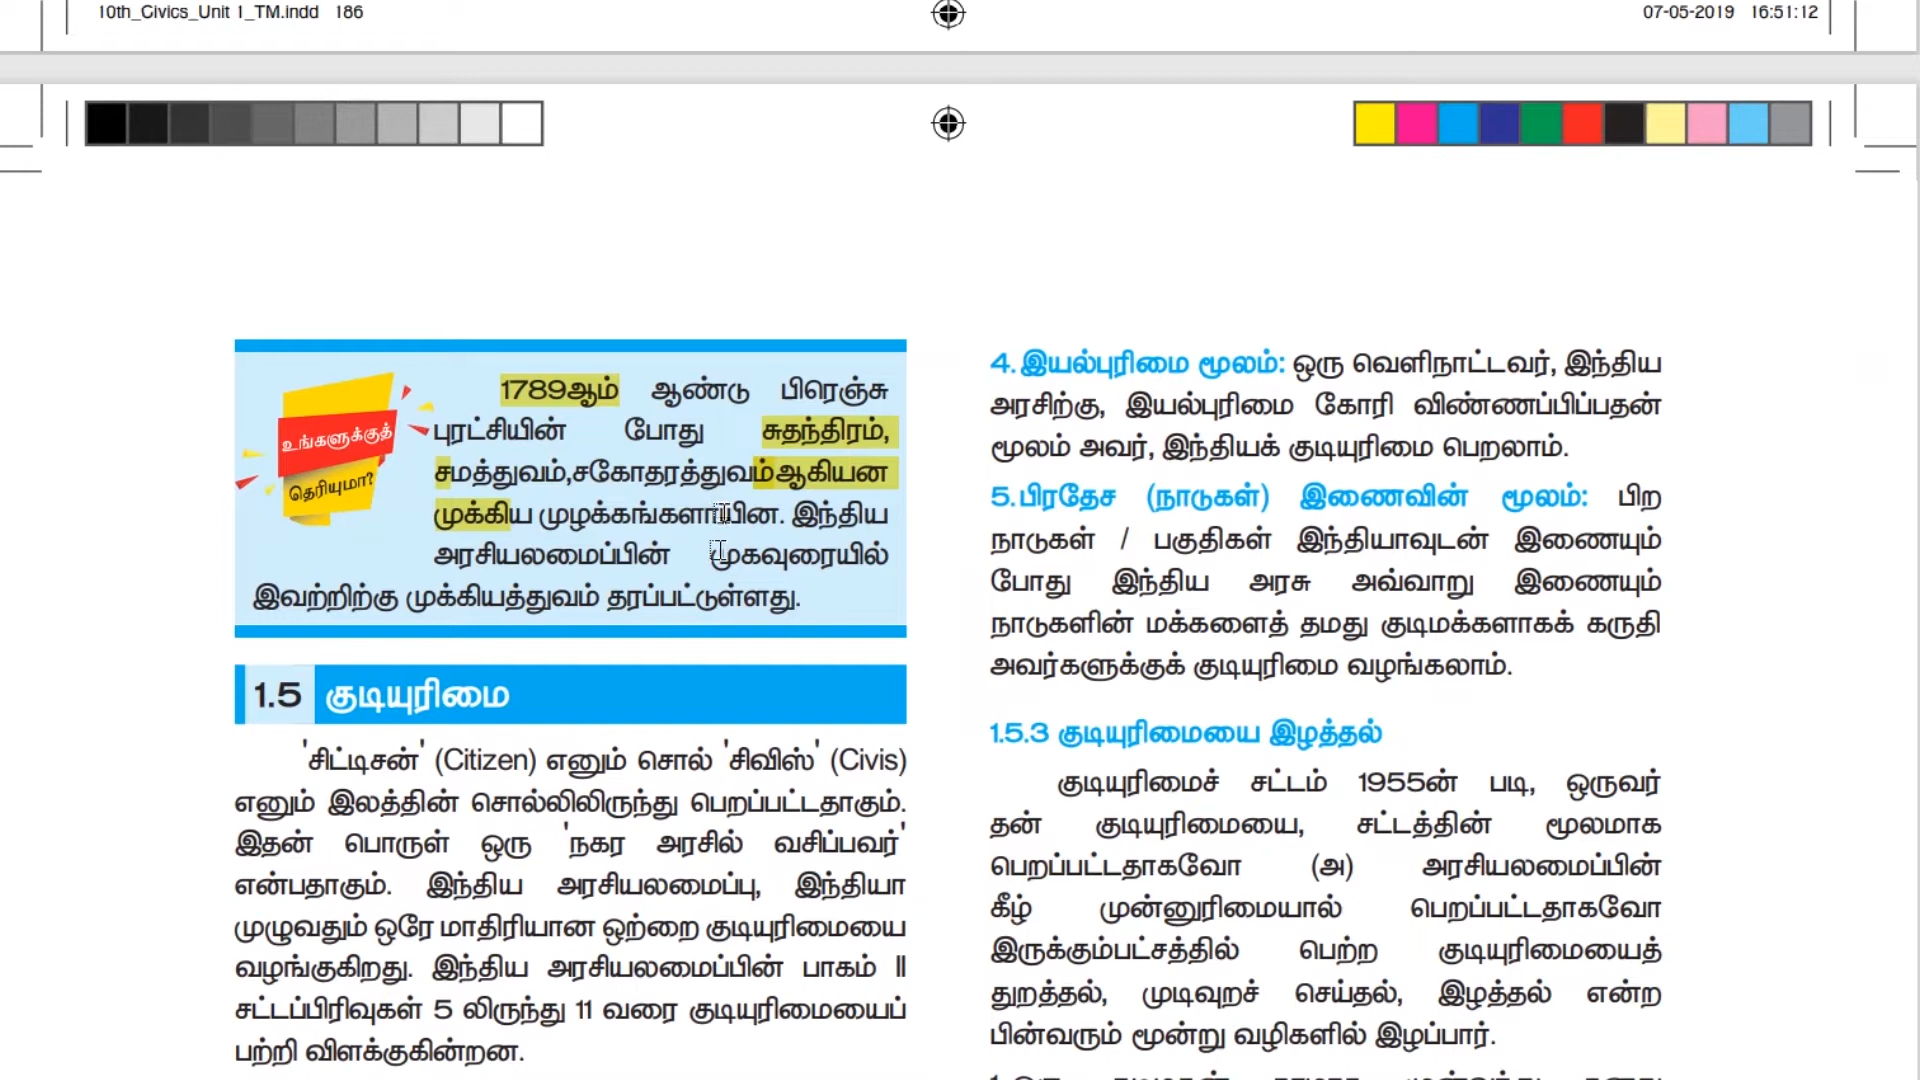 10th_Civics_Unit 1_TM.indd 186
07-05-2019 16:51:12
உங்களுக்குத்
தெரியுமா?
1789ஆம் ஆண்டு பிரெஞ்சு
புரட்சியின் போது சுதந்திரம்,
சமத்துவம்,சகோதரத்துவம்ஆகியன
முக்கிய முழக்கங்களாயின. இந்திய
அரசியலமைப்பின் முகவுரையில்
இவற்றிற்கு முக்கியத்துவம் தரப்பட்டுள்ளது.
1.5 குடியுரிமை
'சிட்டிசன்' (Citizen) எனும் சொல் 'சிவிஸ்' (Civis)
எனும் இலத்தின் சொல்லிலிருந்து பெறப்பட்டதாகும்.
இதன் பொருள் ஒரு 'நகர அரசில் வசிப்பவர்'
என்பதாகும். இந்திய அரசியலமைப்பு, இந்தியா
முழுவதும் ஒரே மாதிரியான ஒற்றை குடியுரிமையை
வழங்குகிறது. இந்திய அரசியலமைப்பின் பாகம் II
சட்டப்பிரிவுகள் 5 லிருந்து 11 வரை குடியுரிமையைப்
பற்றி விளக்குகின்றன.
4. இயல்புரிமை மூலம்: ஒரு வெளிநாட்டவர், இந்திய
அரசிற்கு, இயல்புரிமை கோரி விண்ணப்பிப்பதன்
மூலம் அவர், இந்தியக் குடியுரிமை பெறலாம்.
5. பிரதேச (நாடுகள்) இணைவின் மூலம்: பிற
நாடுகள் / பகுதிகள் இந்தியாவுடன் இணையும்
போது இந்திய அரசு அவ்வாறு இணையும்
நாடுகளின் மக்களைத் தமது குடிமக்களாகக் கருதி
அவர்களுக்குக் குடியுரிமை வழங்கலாம்.
1.5.3 குடியுரிமையை இழத்தல்
குடியுரிமைச் சட்டம் 1955ன் படி, ஒருவர்
தன் குடியுரிமையை, சட்டத்தின் மூலமாக
பெறப்பட்டதாகவோ (அ) அரசியலமைப்பின்
கீழ் முன்னுரிமையால் பெறப்பட்டதாகவோ
இருக்கும்பட்சத்தில் பெற்ற குடியுரிமையைத்
துறத்தல், முடிவுறச் செய்தல், இழத்தல் என்ற
பின்வரும் மூன்று வழிகளில் இழப்பார்.